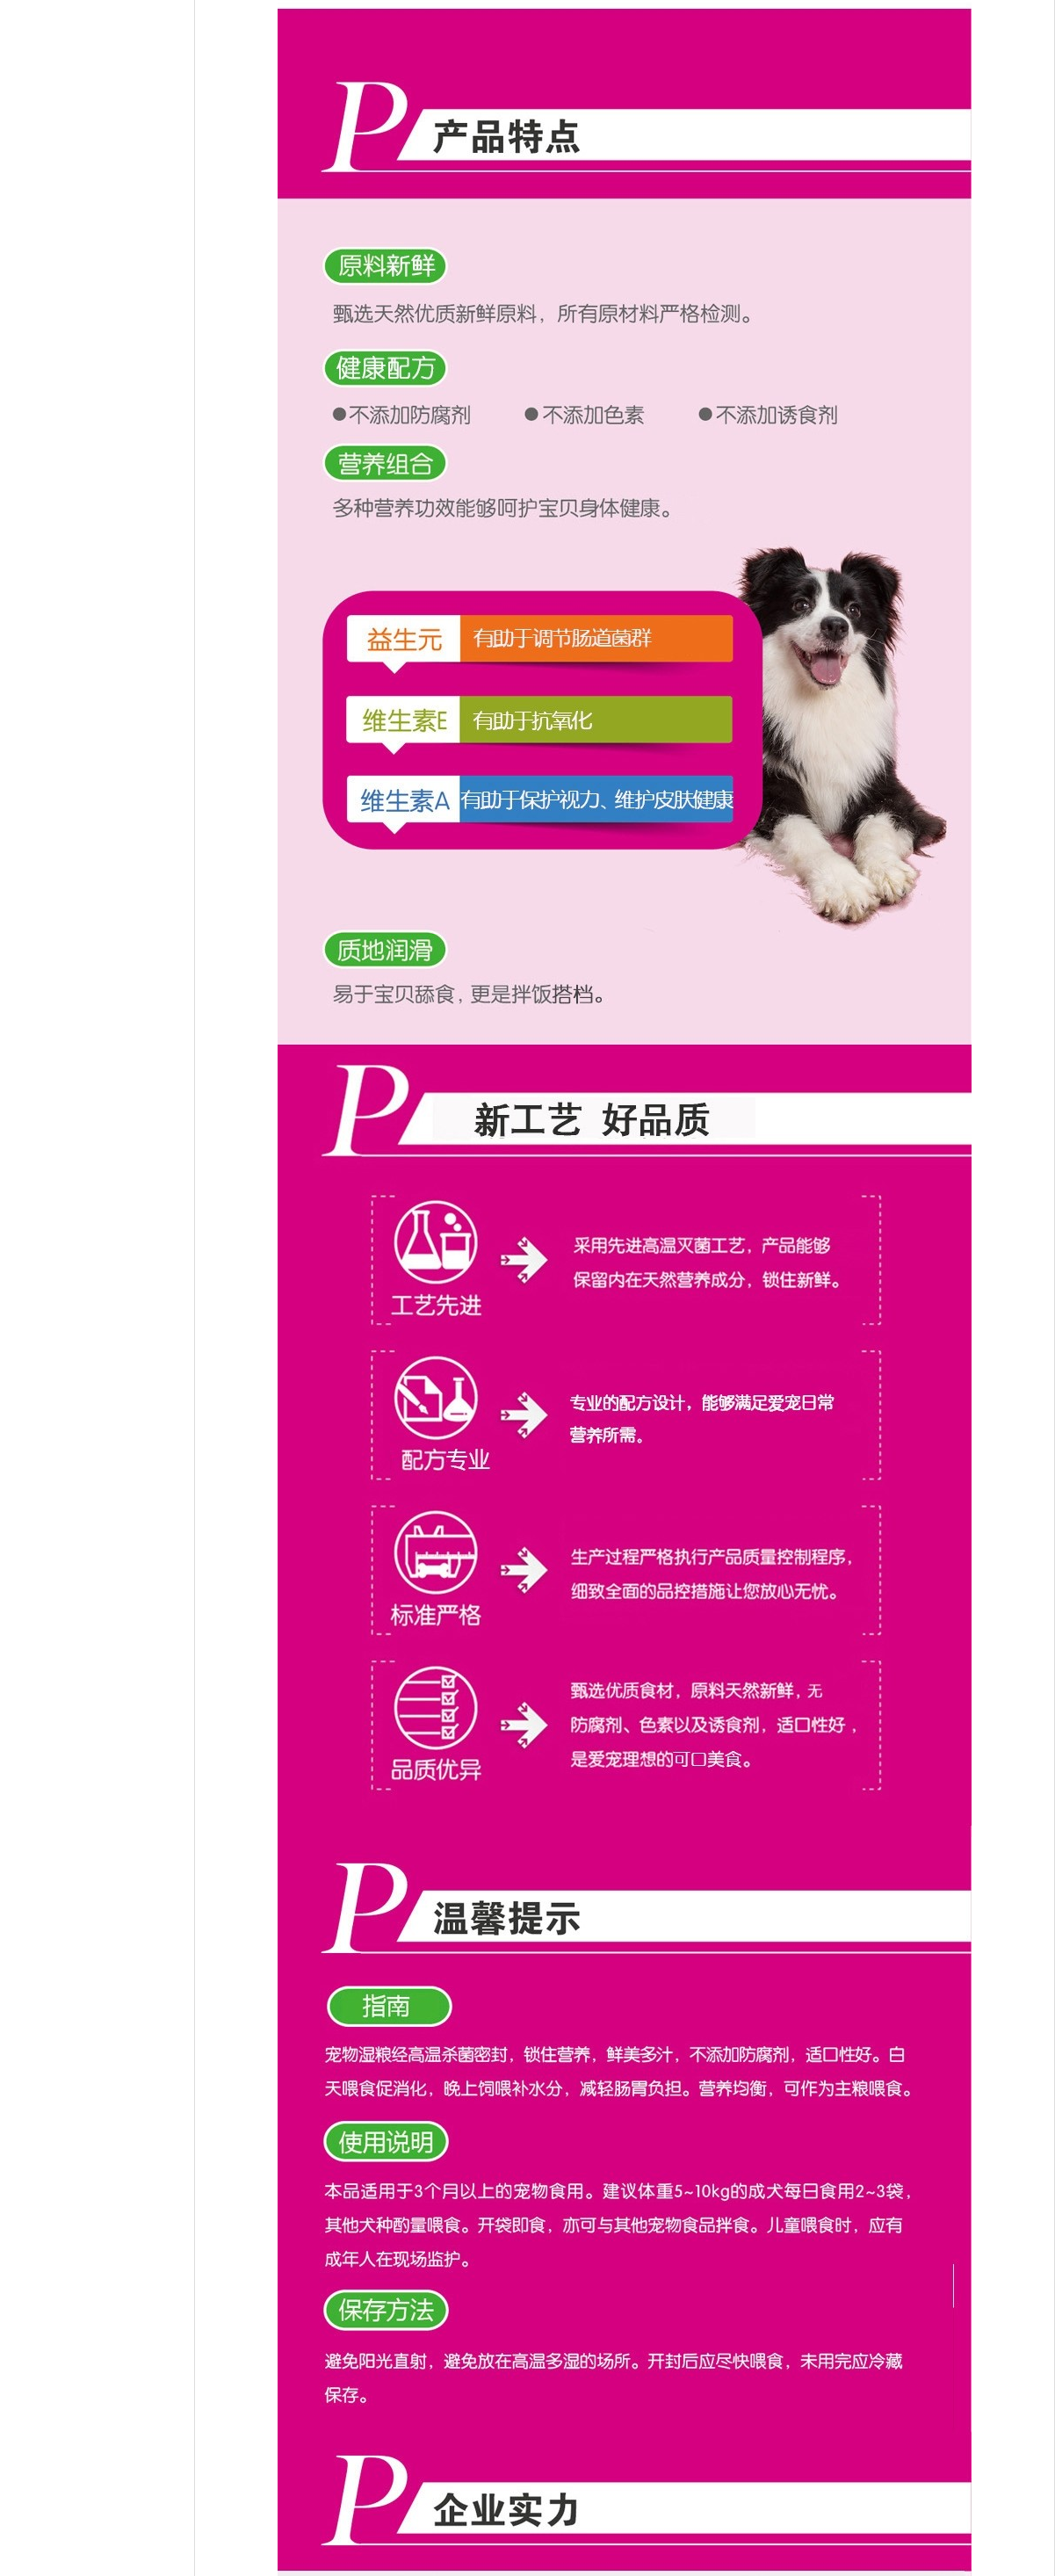 P 产品特点
原料新鲜
甄选天然优质新鲜原料，所有原材料严格检测。
健康配方
●不添加防腐剂 ●不添加色素 ●不添加诱食剂
营养组合
多种营养功效能够呵护宝贝身体健康。
益生元 有助于调节肠道菌群
维生素E 有助于抗氧化
维生素A 有助于保护视力、维护皮肤健康
质地润滑
易于宝贝舔食，更是拌饭搭档。
P 新工艺 好品质
工艺先进
采用先进高温灭菌工艺，产品能够
保留内在天然营养成分，锁住新鲜。
配方专业
专业的配方设计，能够满足爱宠日常
营养所需。
标准严格
生产过程严格执行产品质量控制程序，
细致全面的品控措施让您放心无忧。
品质优异
甄选优质食材，原料天然新鲜，无
防腐剂、色素以及诱食剂，适口性好，
是爱宠理想的可口美食。
P 温馨提示
指南
宠物湿粮经高温杀菌密封，锁住营养，鲜美多汁，不添加防腐剂，适口性好。白
天喂食促消化，晚上饲喂补水分，减轻肠胃负担。营养均衡，可作为主粮喂食。
使用说明
本品适用于3个月以上的宠物食用。建议体重5~10kg的成犬每日食用2~3袋，
其他犬种酌量喂食。开袋即食，亦可与其他宠物食品拌食。儿童喂食时，应有
成年人在现场监护。
保存方法
避免阳光直射，避免放在高温多湿的场所。开封后应尽快喂食，未用完应冷藏
保存。
P 企业实力